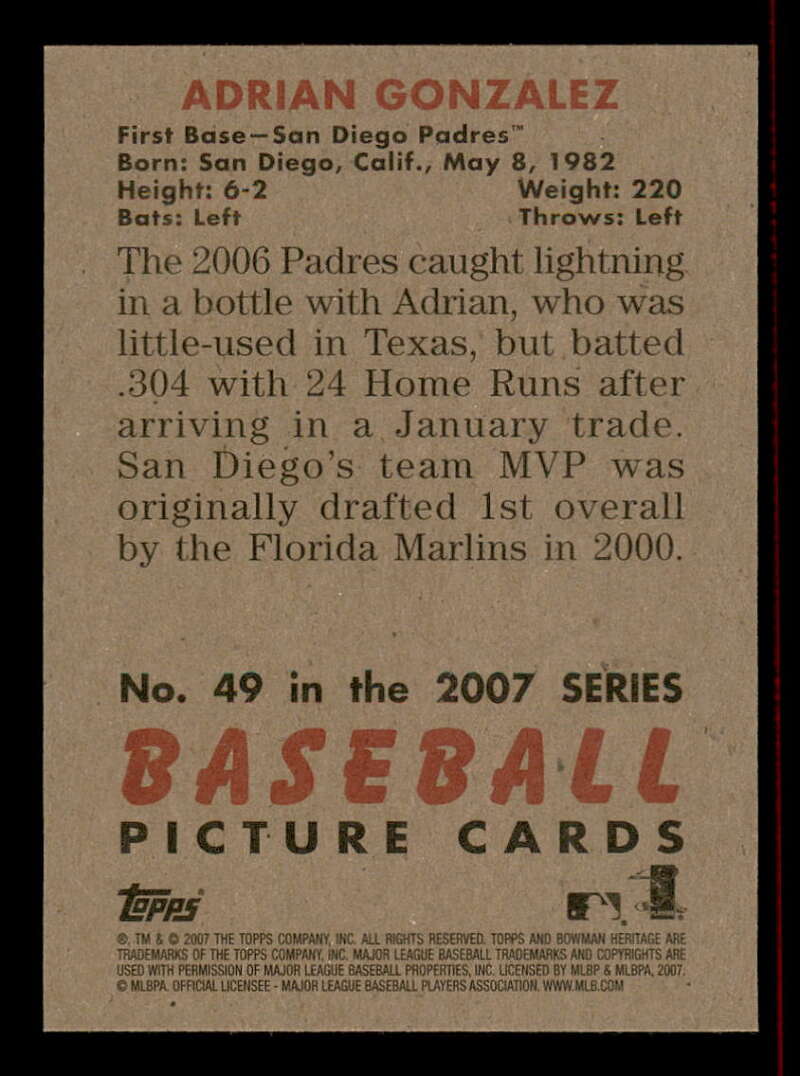 ADRIAN GONZALEZ
First Base—San Diego Padres™
Born: San Diego, Calif., May 8, 1982
Height: 6-2 Weight: 220
Bats: Left Throws: Left
The 2006 Padres caught lightning
in a bottle with Adrian, who was
little-used in Texas, but batted
.304 with 24 Home Runs after
arriving in a January trade.
San Diego's team MVP was
originally drafted 1st overall
by the Florida Marlins in 2000.
No. 49 in the 2007 SERIES
BASEBALL
PICTURE CARDS
Topps
®, TM & © 2007 THE TOPPS COMPANY, INC. ALL RIGHTS RESERVED. TOPPS AND BOWMAN HERITAGE ARE
TRADEMARKS OF THE TOPPS COMPANY, INC. MAJOR LEAGUE BASEBALL TRADEMARKS AND COPYRIGHTS ARE
USED WITH PERMISSION OF MAJOR LEAGUE BASEBALL PROPERTIES, INC. LICENSED BY MLBP & MLBPA, 2007.
© MLBPA. OFFICIAL LICENSEE - MAJOR LEAGUE BASEBALL PLAYERS ASSOCIATION. WWW.MLB.COM